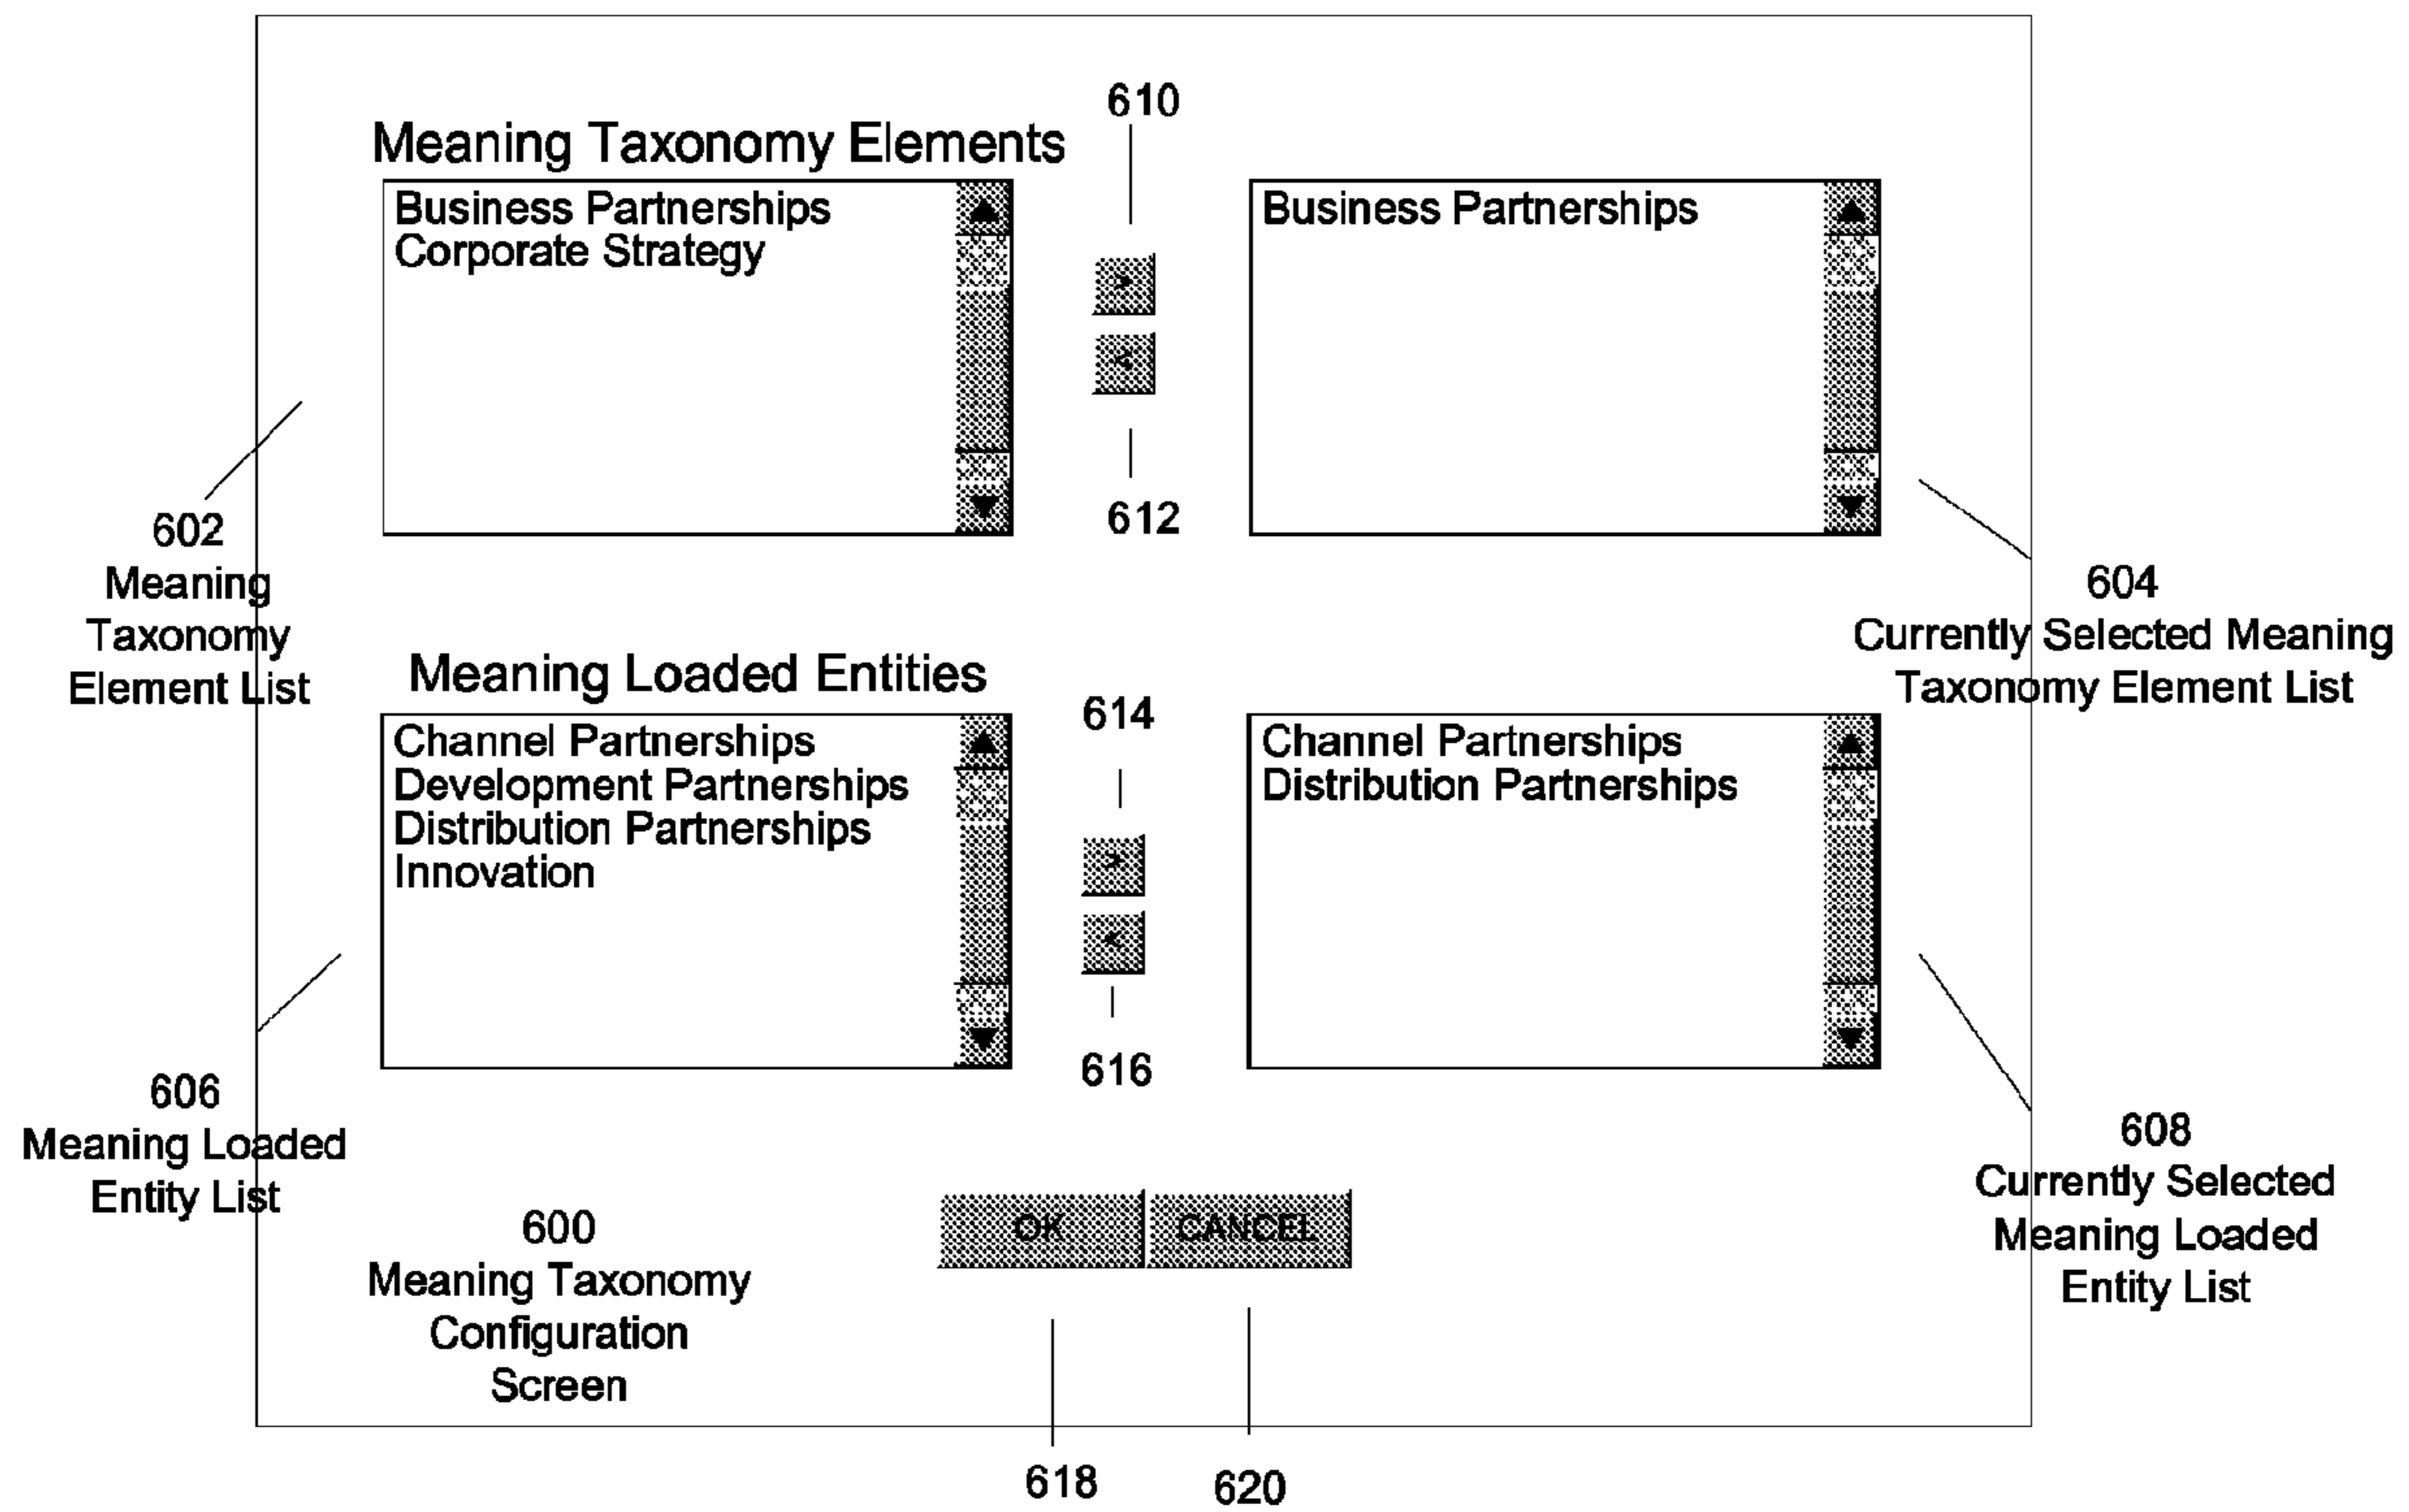 610
Meaning Taxonomy Elements
Business Partnerships
Corporate Strategy
Business Partnerships
>
<
612
602
Meaning
Taxonomy
Element List
604
Currently Selected Meaning
Taxonomy Element List
Meaning Loaded Entities
614
Channel Partnerships
Development Partnerships
Distribution Partnerships
Innovation
Channel Partnerships
Distribution Partnerships
>
<
616
606
Meaning Loaded
Entity List
608
Currently Selected
Meaning Loaded
Entity List
600
Meaning Taxonomy
Configuration
Screen
OK
CANCEL
618
620